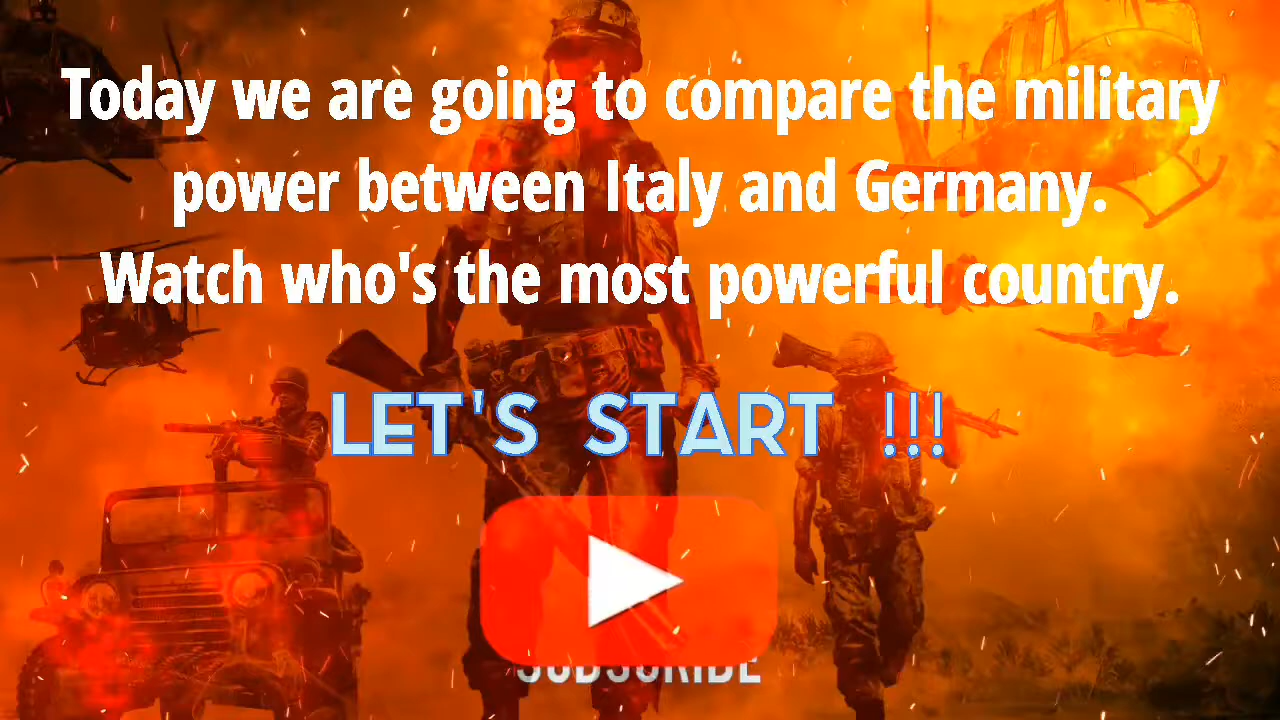 Today we are going to compare the military
power between Italy and Germany.
Watch who's the most powerful country.
LET'S START !!!
SUBSCRIBE